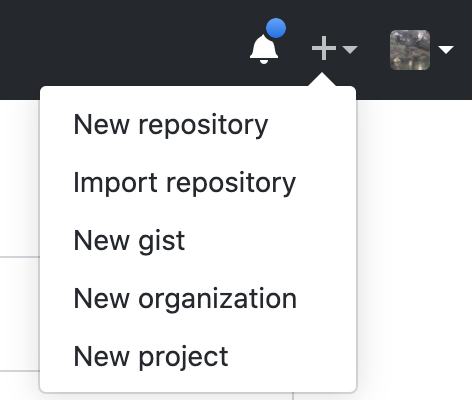 New repository
Import repository
New gist
New organization
New project